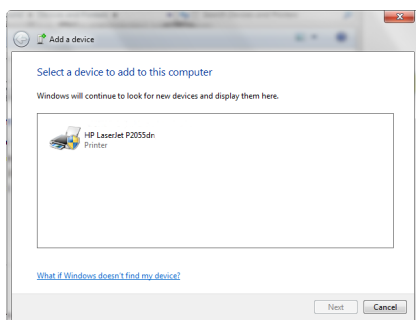 Add a device
Select a device to add to this computer
Windows will continue to look for new devices and display them here.
HP LaserJet P2055dn
Printer
What if Windows doesn't find my device?
Next
Cancel